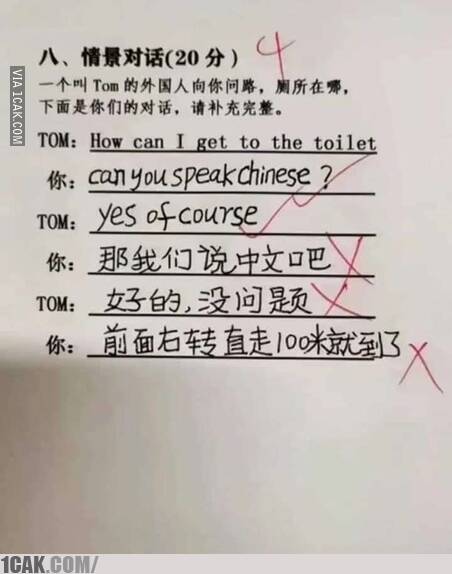 八、情景对话(20分) 4
一个叫 Tom 的外国人向你问路，厕所在哪，
下面是你们的对话，请补充完整。
TOM: How can I get to the toilet
你: can you speak chinese ?
TOM: yes of course
你: 那我们说中文吧
TOM: 好的,没问题
你: 前面右转直走100米就到了
VIA 1CAK.COM
1CAK.COM/